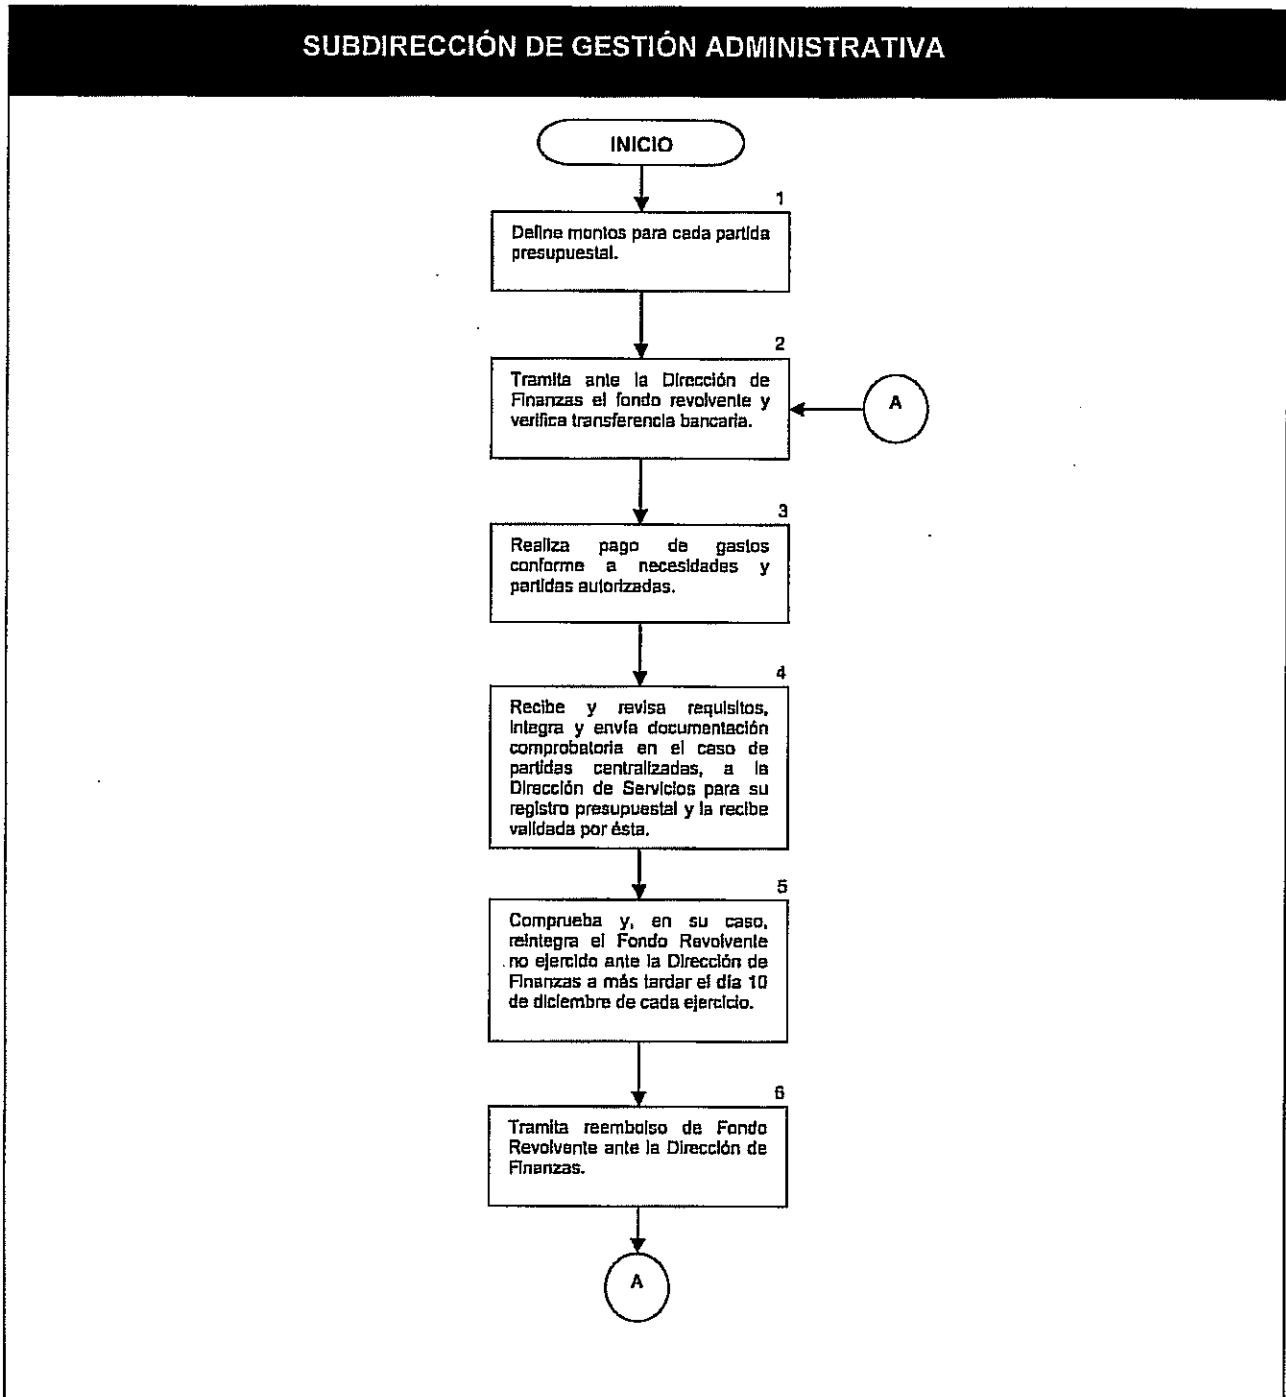 SUBDIRECCIÓN DE GESTIÓN ADMINISTRATIVA
INICIO
1
Define montos para cada partida
presupuestal.
2
Tramita ante la Dirección de
Finanzas el fondo revolvente y
verifica transferencia bancaria.
A
3
Realiza pago de gastos
conforme a necesidades y
partidas autorizadas.
4
Recibe y revisa requisitos,
integra y envía documentación
comprobatoria en el caso de
partidas centralizadas, a la
Dirección de Servicios para su
registro presupuestal y la recibe
validada por ésta.
5
Comprueba y, en su caso,
reintegra el Fondo Revolvente
no ejercido ante la Dirección de
Finanzas a más tardar el día 10
de diciembre de cada ejercicio.
6
Tramita reembolso de Fondo
Revolvente ante la Dirección de
Finanzas.
A